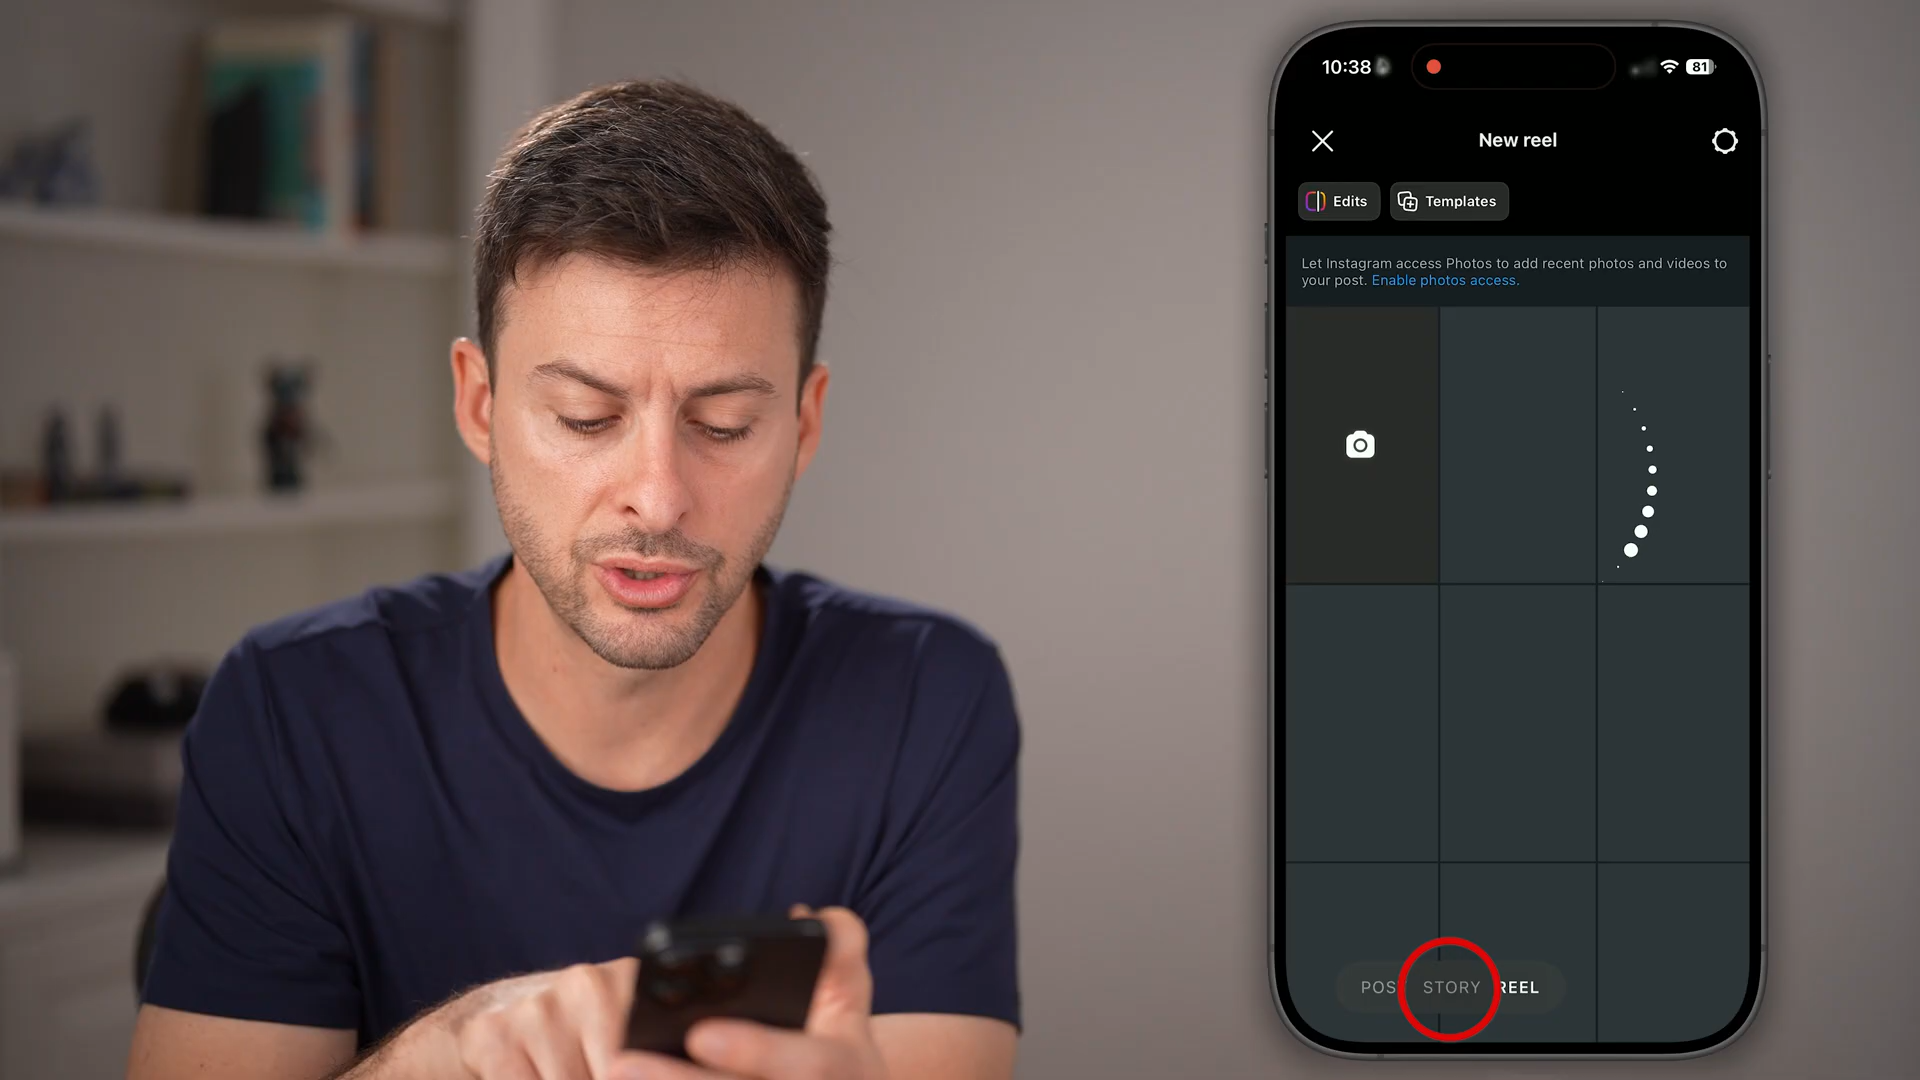 10:38
81
New reel
Edits
Templates
Let Instagram access Photos to add recent photos and videos to
your post. Enable photos access.
POS STORY REEL